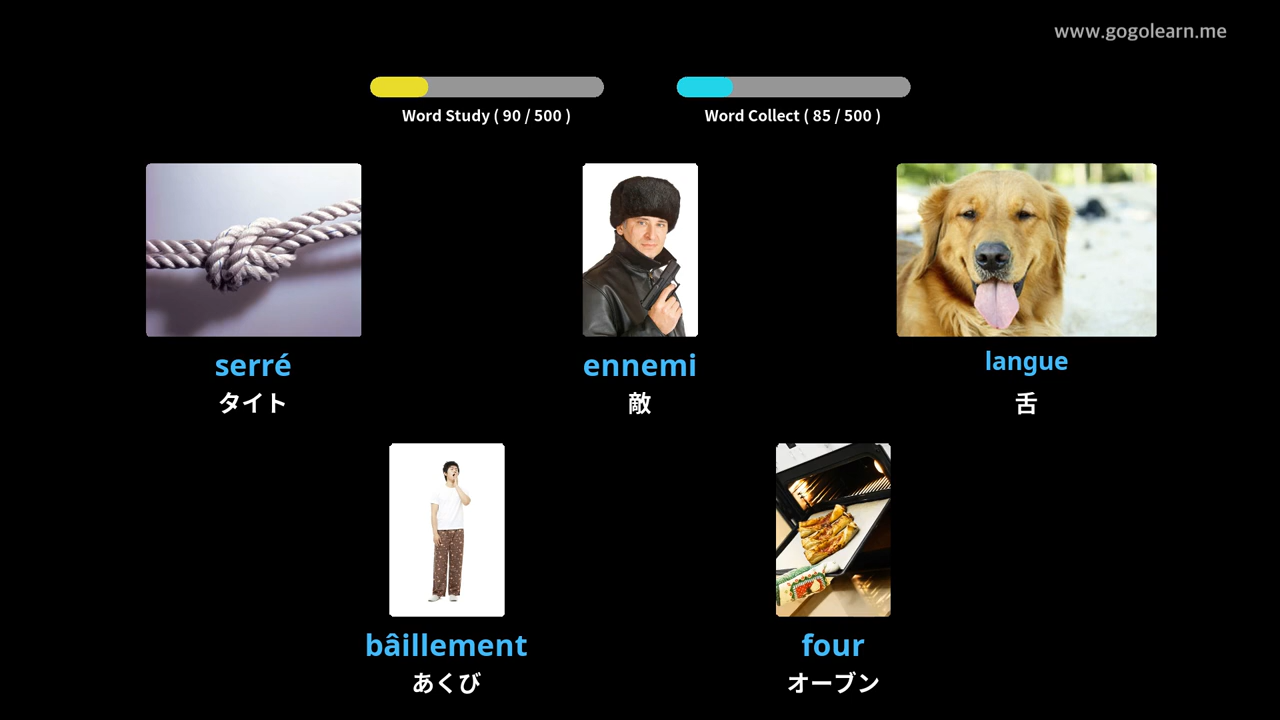 www.gogolearn.me
Word Study ( 90 / 500 )
Word Collect ( 85 / 500 )
serré
タイト
ennemi
敵
langue
舌
bâillement
あくび
four
オーブン